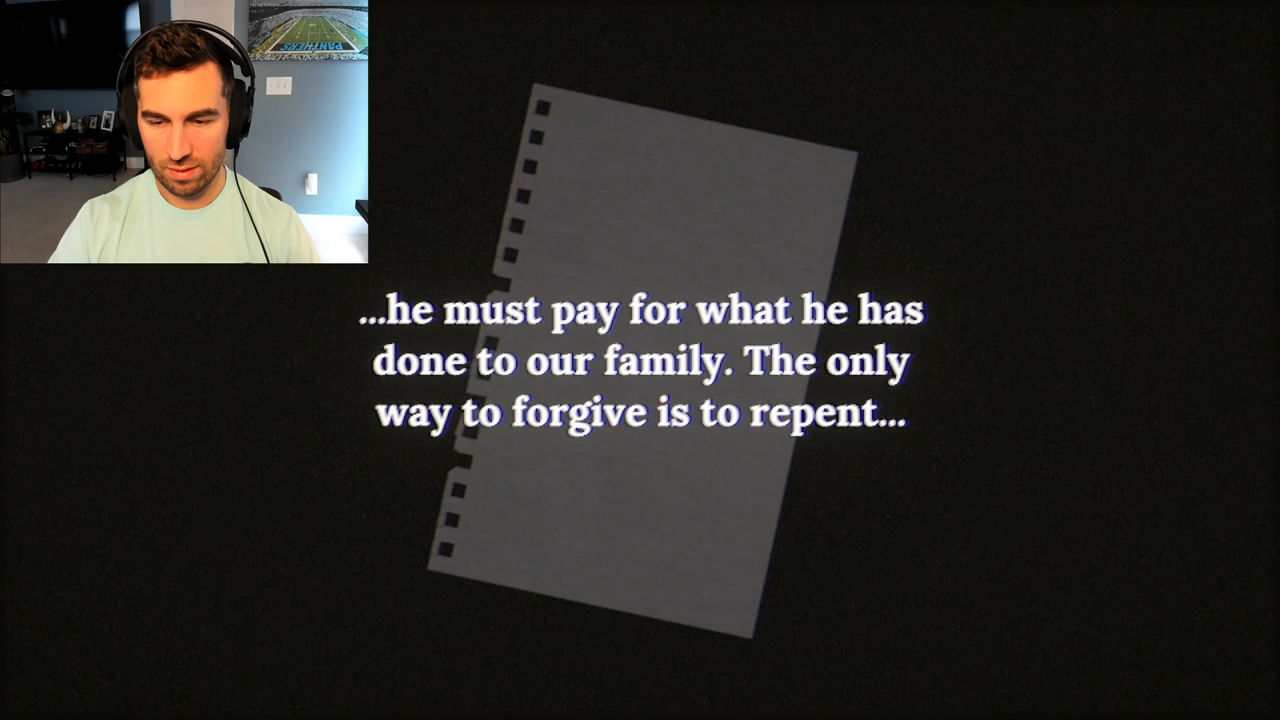 PANTHERS
...he must pay for what he has
done to our family. The only
way to forgive is to repent...